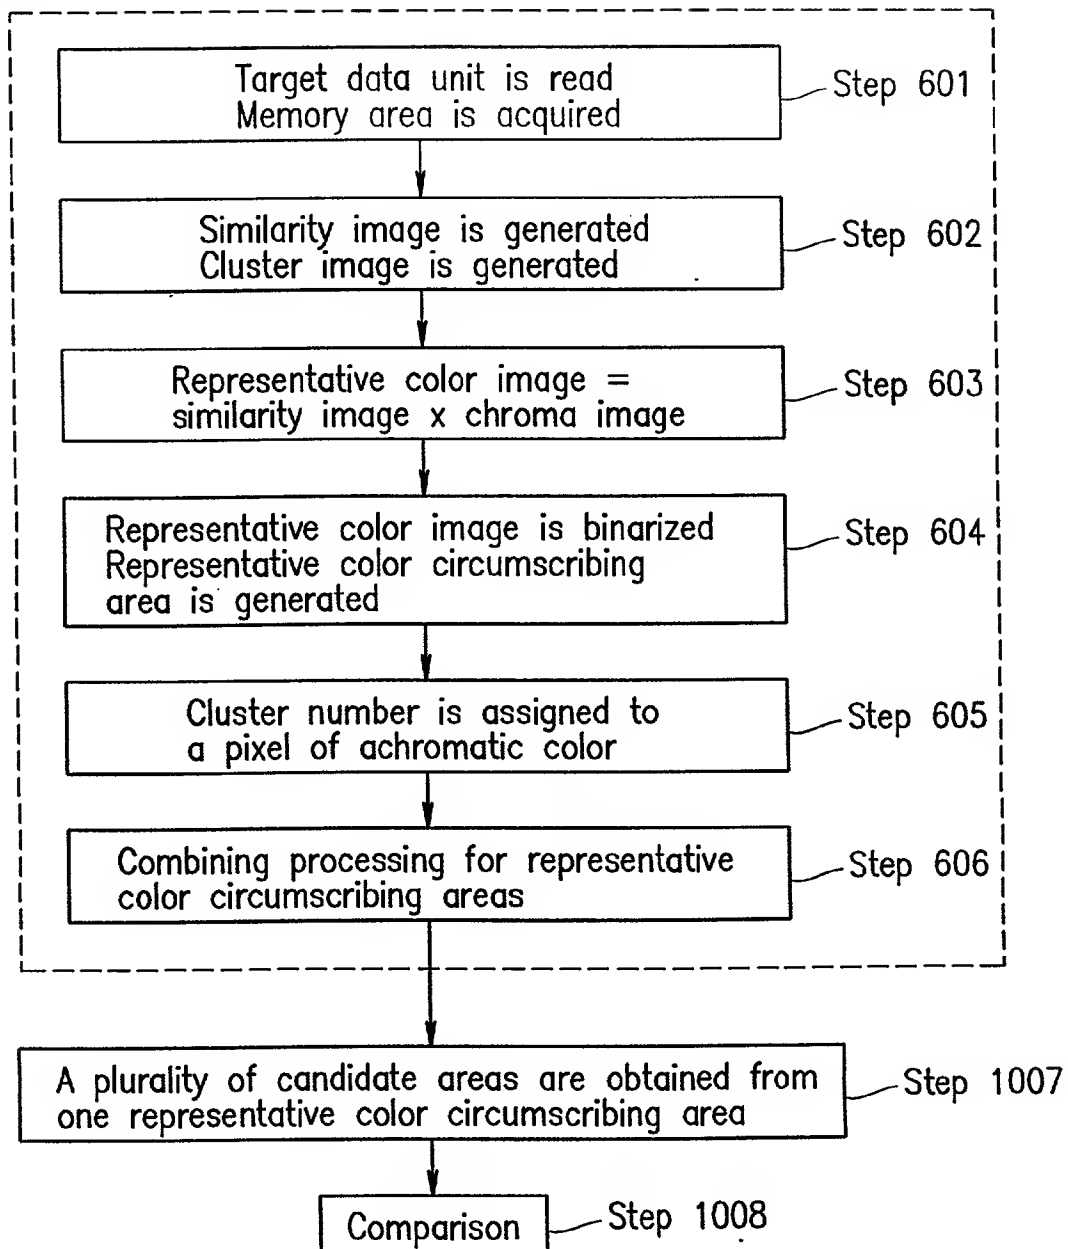 Target data unit is read
Memory area is acquired
Step 601
Similarity image is generated
Cluster image is generated
Step 602
Representative color image =
similarity image x chroma image
Step 603
Representative color image is binarized
Representative color circumscribing
area is generated
Step 604
Cluster number is assigned to
a pixel of achromatic color
Step 605
Combining processing for representative
color circumscribing areas
Step 606
A plurality of candidate areas are obtained from
one representative color circumscribing area
Step 1007
Comparison
Step 1008